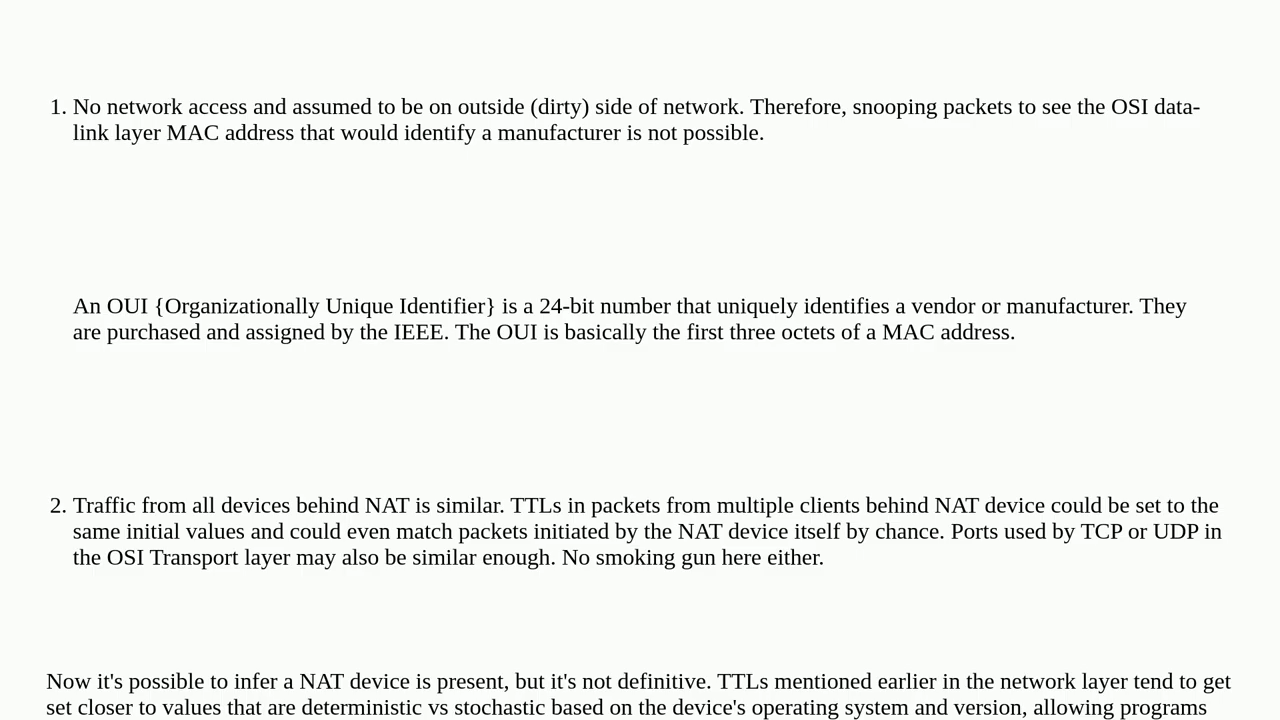 1. No network access and assumed to be on outside (dirty) side of network. Therefore, snooping packets to see the OSI data-
link layer MAC address that would identify a manufacturer is not possible.
An OUI {Organizationally Unique Identifier} is a 24-bit number that uniquely identifies a vendor or manufacturer. They
are purchased and assigned by the IEEE. The OUI is basically the first three octets of a MAC address.
2. Traffic from all devices behind NAT is similar. TTLs in packets from multiple clients behind NAT device could be set to the
same initial values and could even match packets initiated by the NAT device itself by chance. Ports used by TCP or UDP in
the OSI Transport layer may also be similar enough. No smoking gun here either.
Now it's possible to infer a NAT device is present, but it's not definitive. TTLs mentioned earlier in the network layer tend to get
set closer to values that are deterministic vs stochastic based on the device's operating system and version, allowing programs